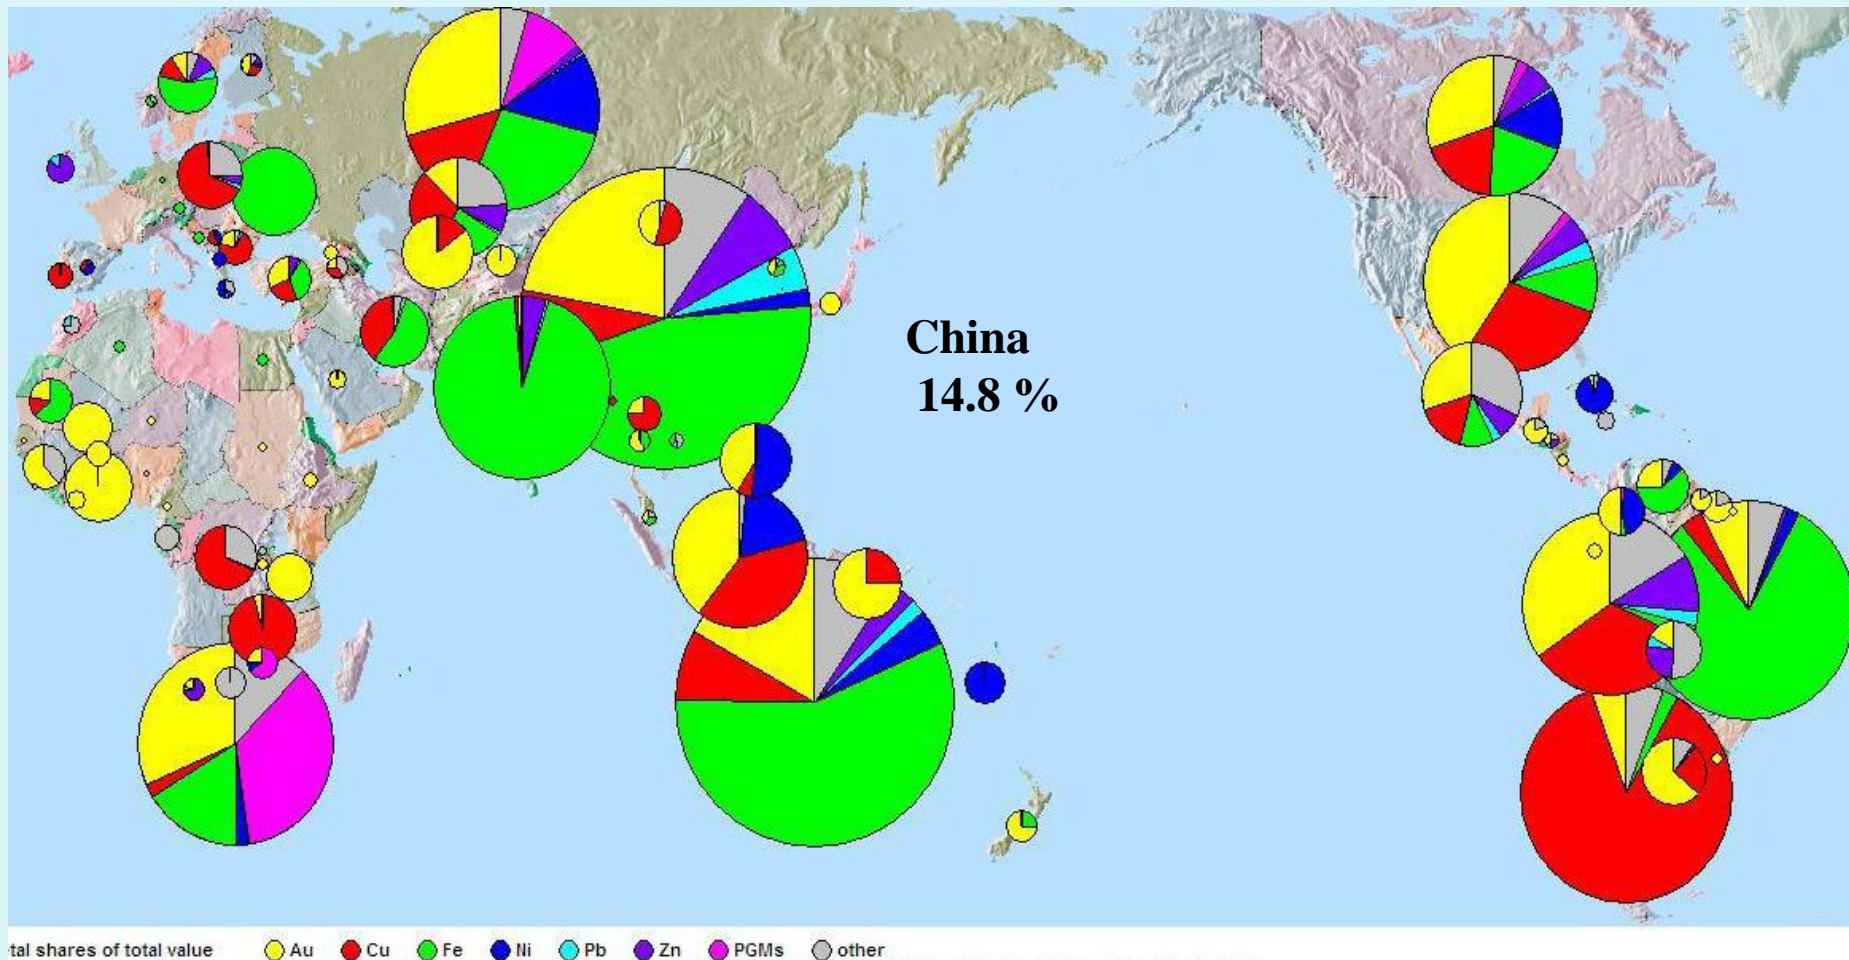 China
14.8 %
tal shares of total value Au Cu Fe Ni Pb Zn PGMs other